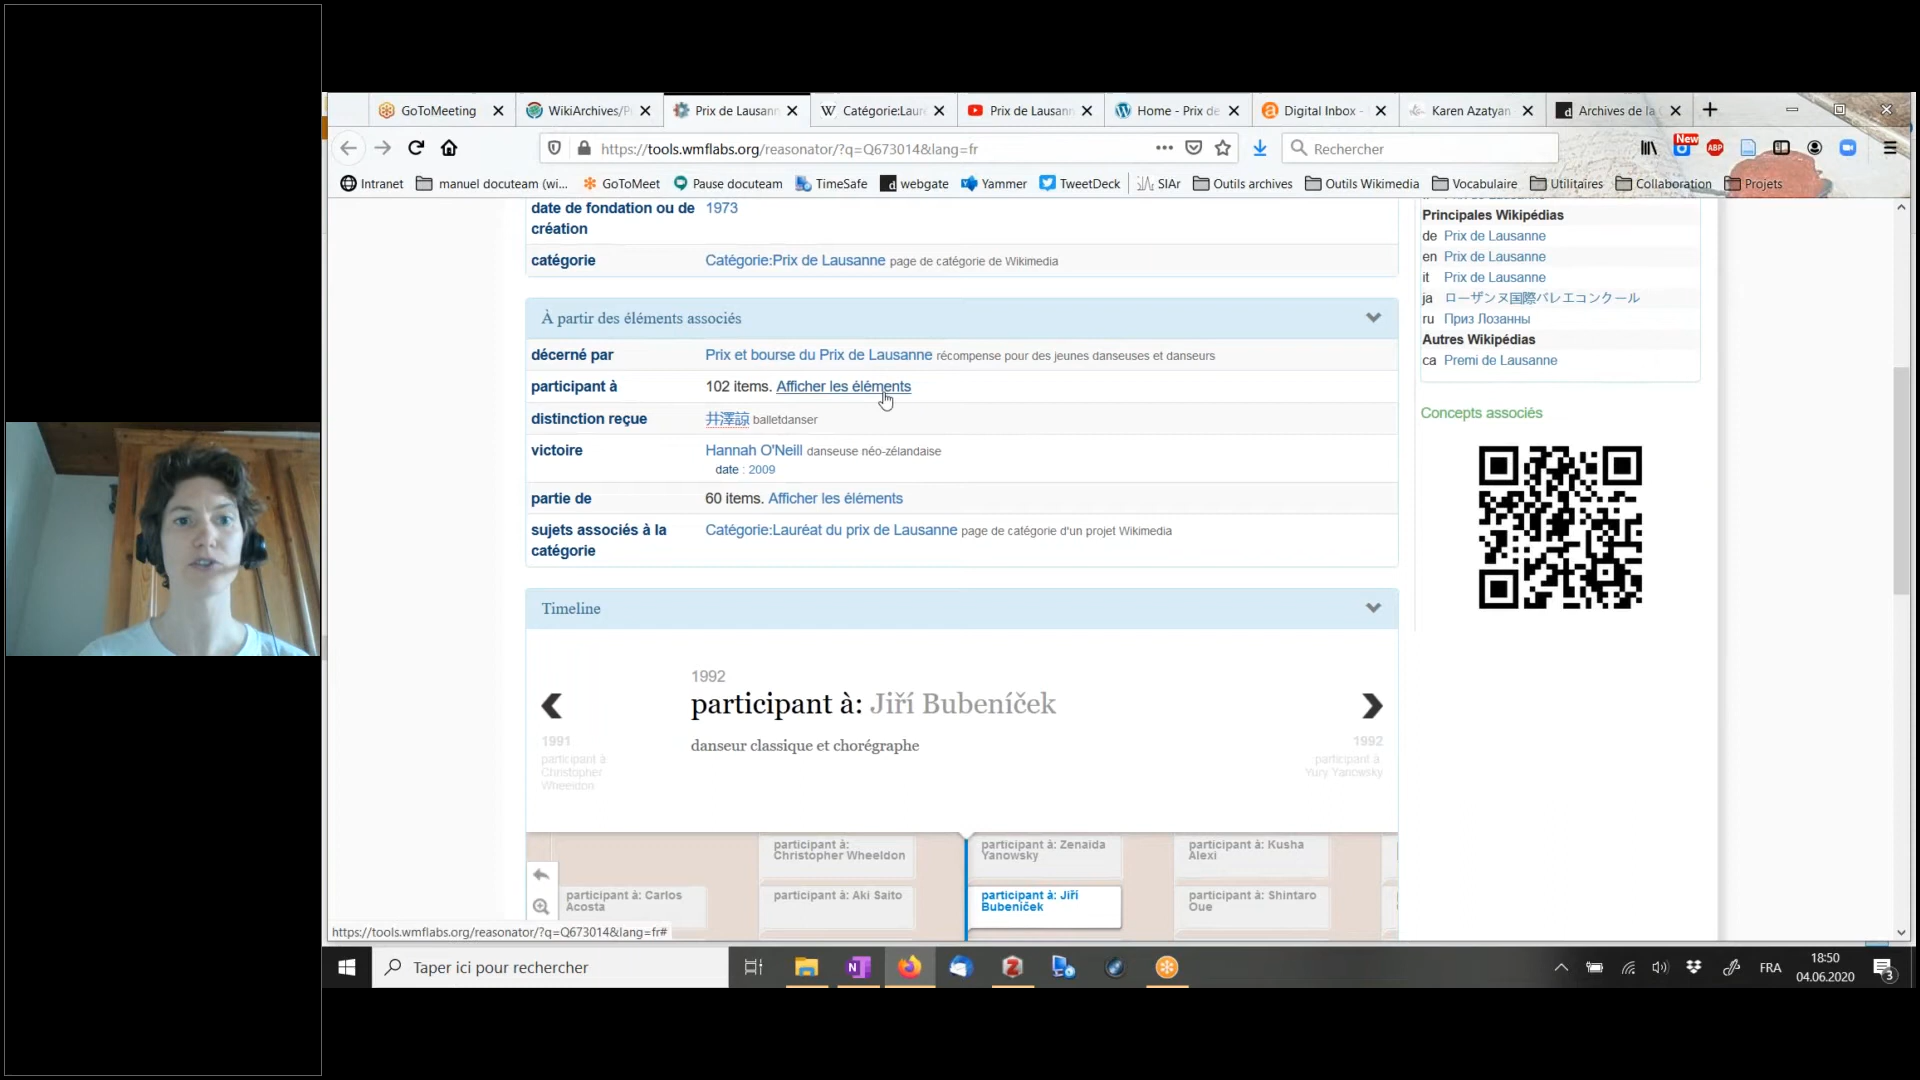 GoToMeeting
WikiArchives/P
Prix de Lausann
Catégorie:Laur
Prix de Lausann
Home - Prix de
Digital Inbox -
Karen Azatyan
Archives de la
https://tools.wmflabs.org/reasonator/?q=Q673014&lang=fr
Rechercher
New
ABP
Intranet
manuel docuteam (wi...
GoToMeet
Pause docuteam
TimeSafe
webgate
Yammer
TweetDeck
SIAr
Outils archives
Outils Wikimedia
Vocabulaire
Utilitaires
Collaboration
Projets
date de fondation ou de création 1973
catégorie Catégorie:Prix de Lausanne page de catégorie de Wikimedia
À partir des éléments associés
décerné par Prix et bourse du Prix de Lausanne récompense pour des jeunes danseuses et danseurs
participant à 102 items. Afficher les éléments
distinction reçue 井澤諒 balletdanser
victoire Hannah O'Neill danseuse néo-zélandaise
date : 2009
partie de 60 items. Afficher les éléments
sujets associés à la catégorie Catégorie:Lauréat du prix de Lausanne page de catégorie d'un projet Wikimedia
Timeline
1992
participant à: Jiří Bubeníček
danseur classique et chorégraphe
1991
participant à
Christopher
Wheeldon
1992
participant à
Yury Yanowsky
participant à:
Christopher Wheeldon
participant à: Zenaida
Yanowsky
participant à: Kusha
Alexi
participant à: Carlos
Acosta
participant à: Aki Saito
participant à: Jiří
Bubeníček
participant à: Shintaro
Oue
Principales Wikipédias
de Prix de Lausanne
en Prix de Lausanne
it Prix de Lausanne
ja ローザンヌ国際バレエコンクール
ru Приз Лозанны
Autres Wikipédias
ca Premi de Lausanne
Concepts associés
https://tools.wmflabs.org/reasonator/?q=Q673014&lang=fr#
Taper ici pour rechercher
FRA
18:50
04.06.2020
3